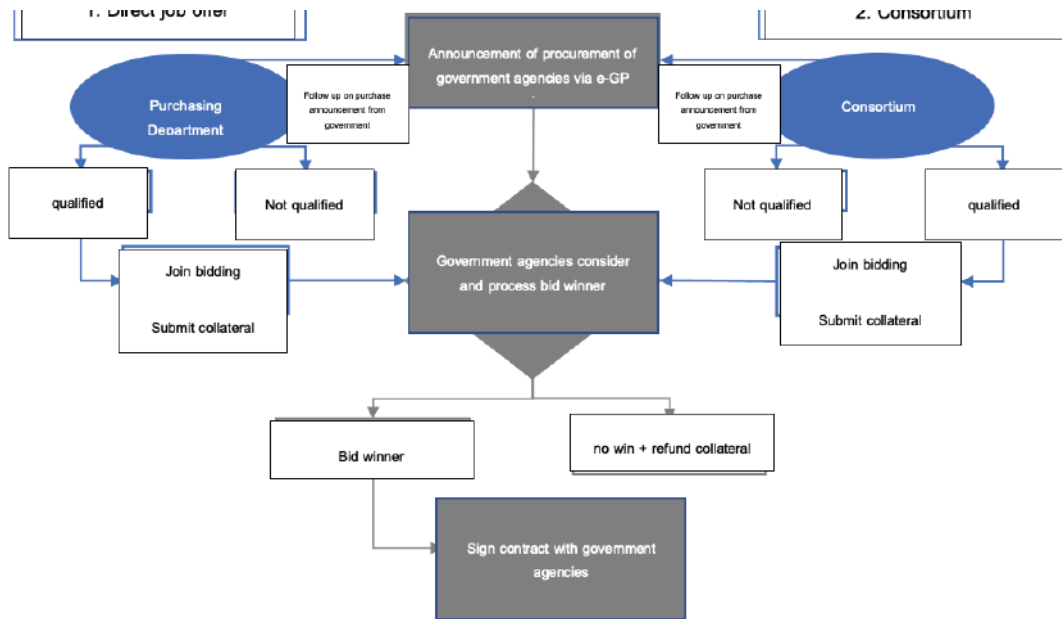 1. Direct job offer
2. Consortium
Announcement of procurement of
government agencies via e-GP
Purchasing
Department
Follow up on purchase
announcement from
government
Follow up on purchase
announcement from
government
Consortium
qualified
Not qualified
Not qualified
qualified
Join bidding
Submit collateral
Government agencies consider
and process bid winner
Join bidding
Submit collateral
Bid winner
no win + refund collateral
Sign contract with government
agencies